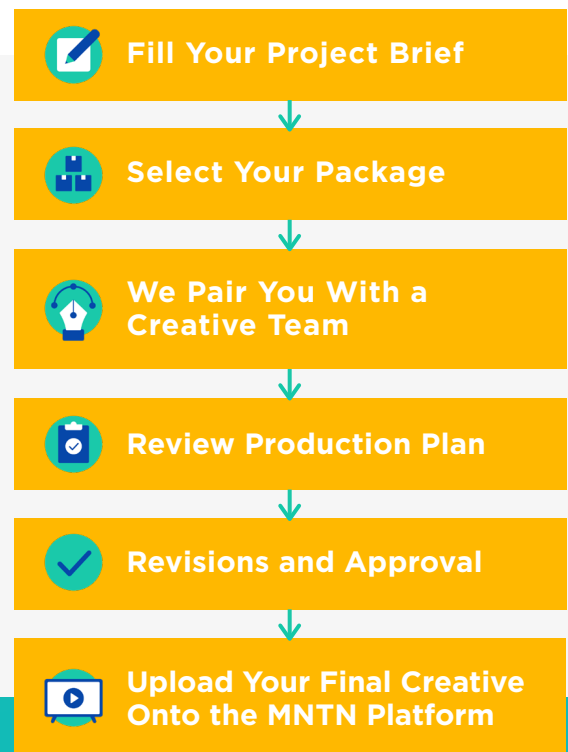 Fill Your Project Brief
Select Your Package
We Pair You With a
Creative Team
Review Production Plan
Revisions and Approval
Upload Your Final Creative
Onto the MNTN Platform